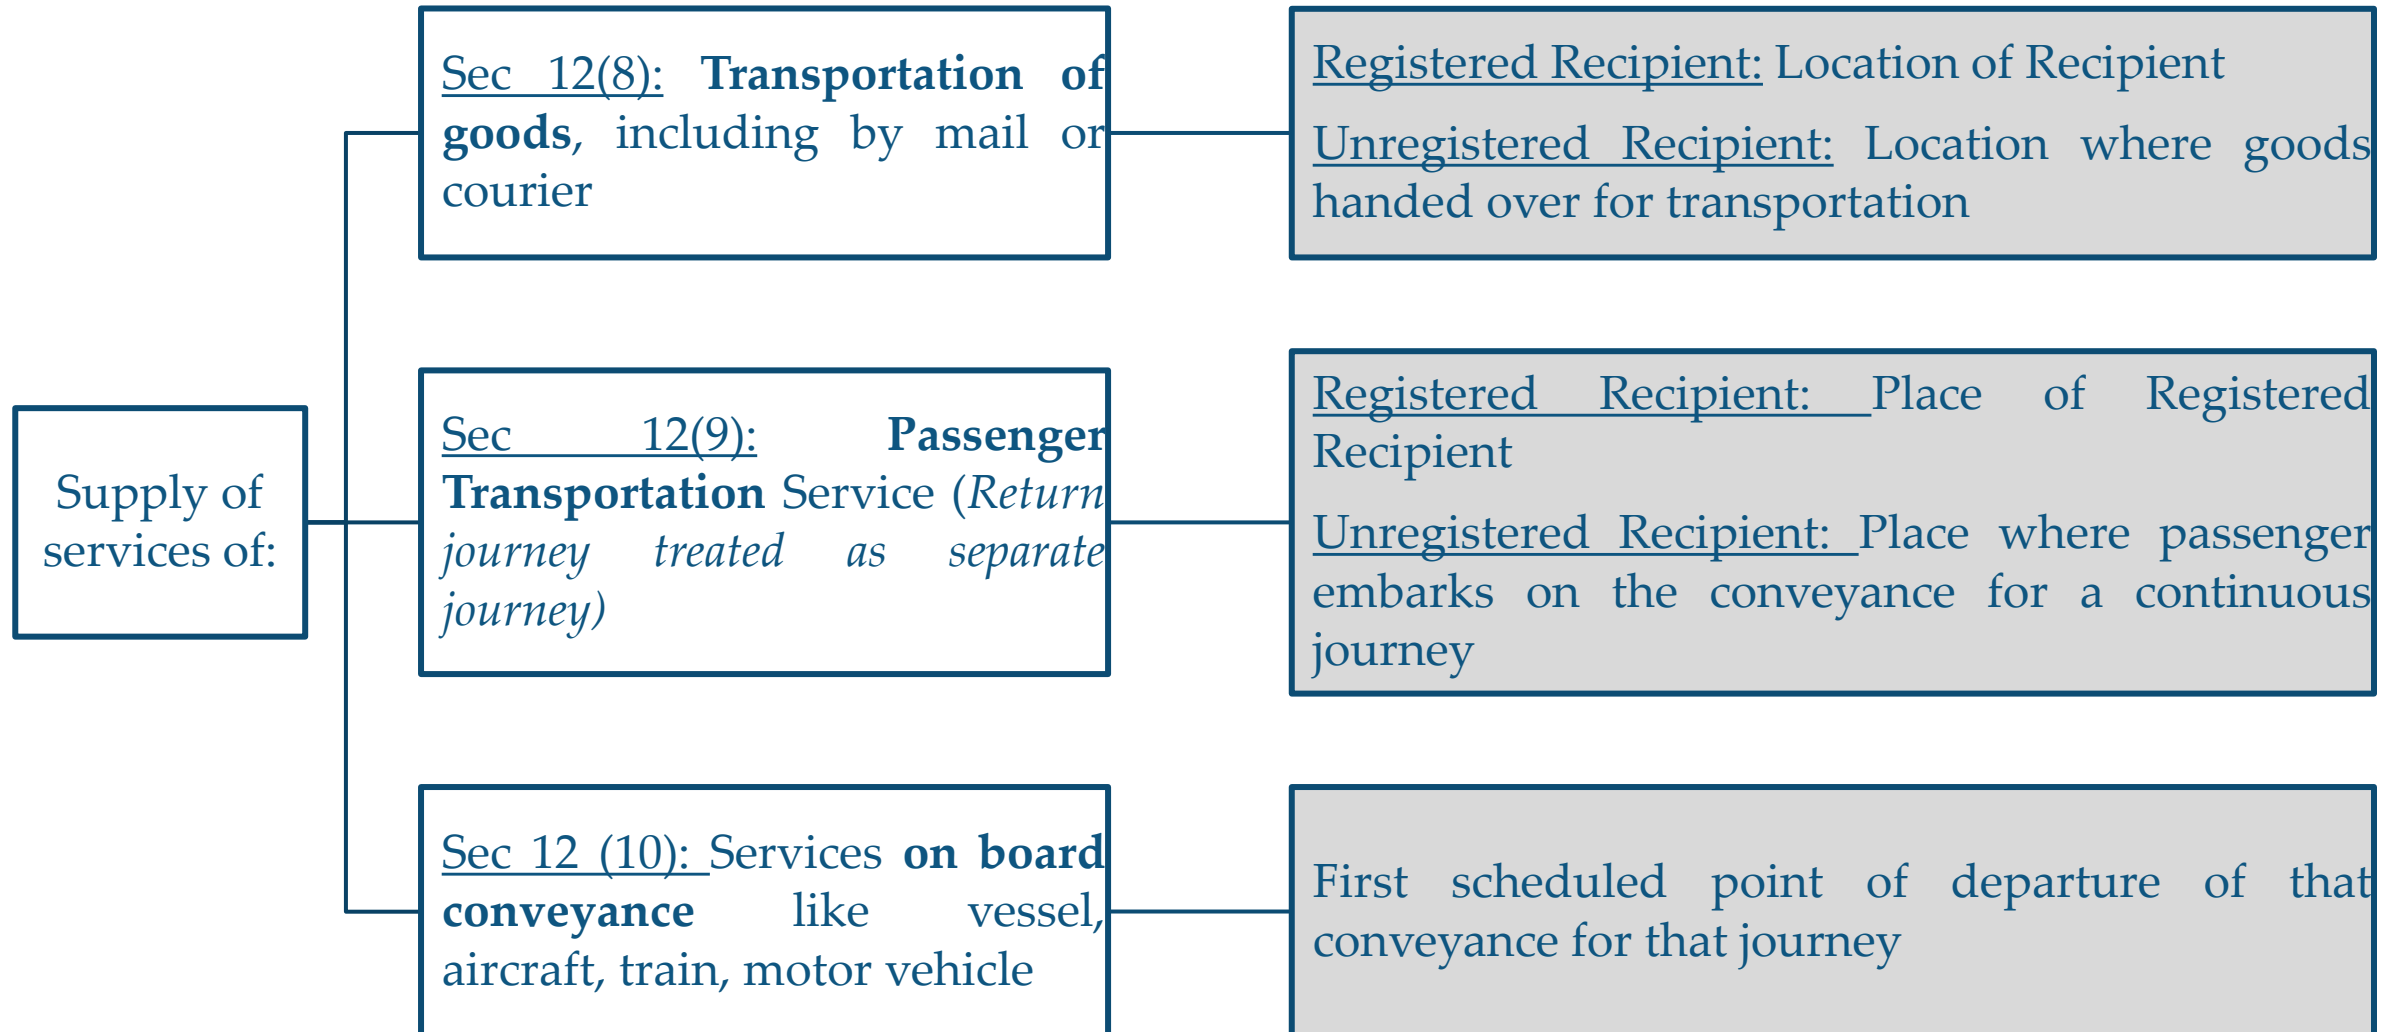 Supply of
services of:
Sec 12(8): Transportation of
goods, including by mail or
courier
Registered Recipient: Location of Recipient
Unregistered Recipient: Location where goods
handed over for transportation
Sec 12(9): Passenger
Transportation Service (Return
journey treated as separate
journey)
Registered Recipient: Place of Registered
Recipient
Unregistered Recipient: Place where passenger
embarks on the conveyance for a continuous
journey
Sec 12 (10): Services on board
conveyance like vessel,
aircraft, train, motor vehicle
First scheduled point of departure of that
conveyance for that journey